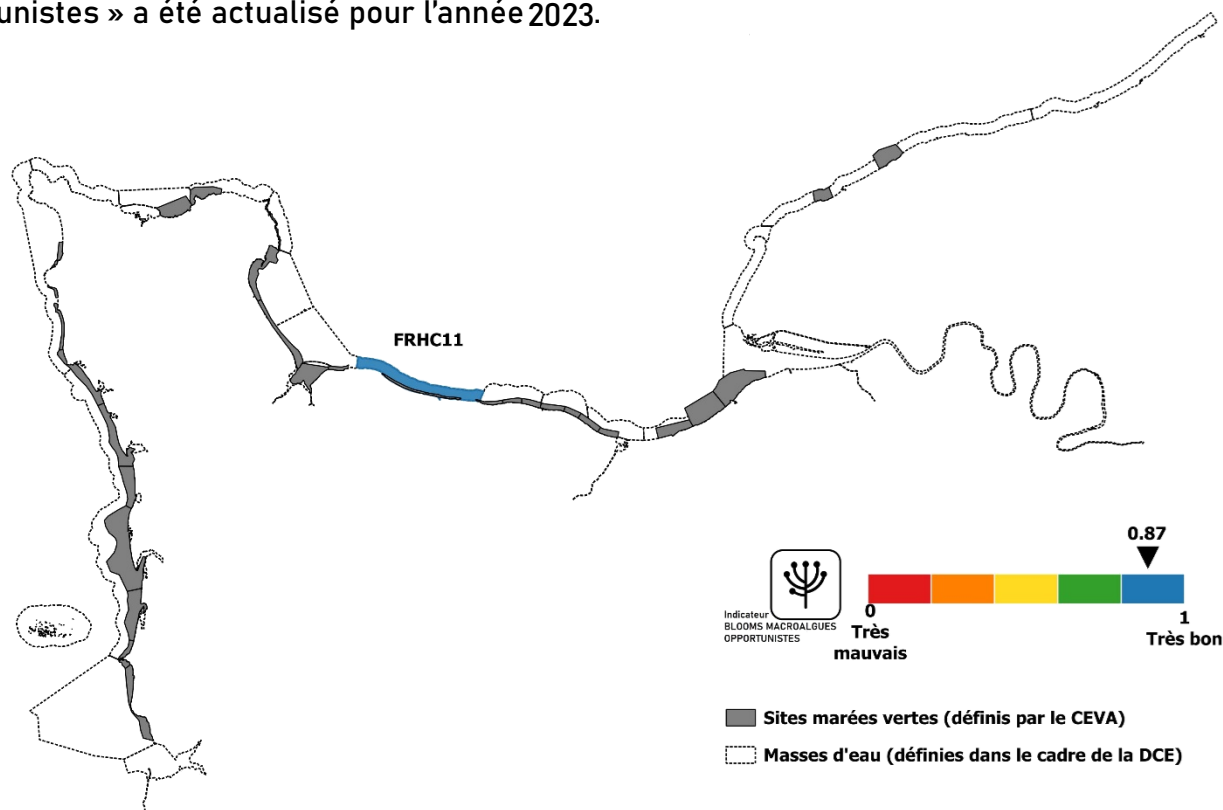 unistes » a été actualisé pour l'année 2023.
FRHC11
0.87
Indicateur
BLOOMS MACROALGUES
OPPORTUNISTES
0
1
Très
mauvais
Très bon
Sites marées vertes (définis par le CEVA)
Masses d'eau (définies dans le cadre de la DCE)